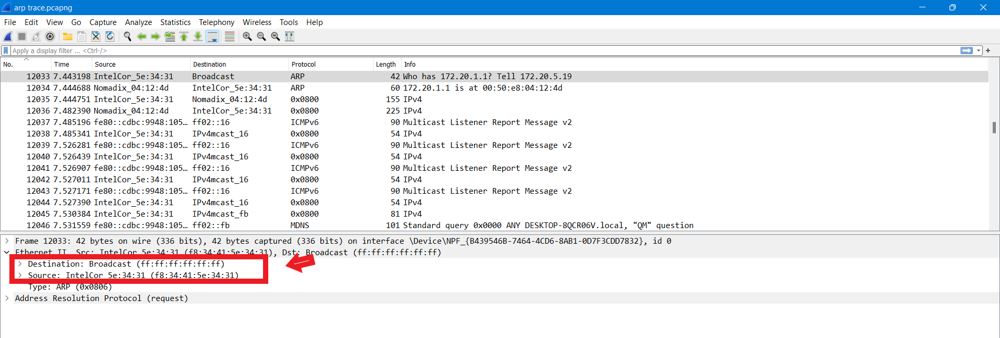 arp trace.pcapng
File Edit View Go Capture Analyze Statistics Telephony Wireless Tools Help
Apply a display filter ... <Ctrl-/>
No. Time Source Destination Protocol Length Info
12033 7.443198 IntelCor_5e:34:31 Broadcast ARP 42 Who has 172.20.1.1? Tell 172.20.5.19
12034 7.444688 Nomadix_04:12:4d IntelCor_5e:34:31 ARP 60 172.20.1.1 is at 00:50:e8:04:12:4d
12035 7.444751 IntelCor_5e:34:31 Nomadix_04:12:4d 0x0800 155 IPv4
12036 7.482390 Nomadix_04:12:4d IntelCor_5e:34:31 0x0800 225 IPv4
12037 7.485196 fe80::cdbc:9948:105… ff02::16 ICMPv6 90 Multicast Listener Report Message v2
12038 7.485341 IntelCor_5e:34:31 IPv4mcast_16 0x0800 54 IPv4
12039 7.526281 fe80::cdbc:9948:105… ff02::16 ICMPv6 90 Multicast Listener Report Message v2
12040 7.526439 IntelCor_5e:34:31 IPv4mcast_16 0x0800 54 IPv4
12041 7.526907 fe80::cdbc:9948:105… ff02::16 ICMPv6 90 Multicast Listener Report Message v2
12042 7.527011 IntelCor_5e:34:31 IPv4mcast_16 0x0800 54 IPv4
12043 7.527171 fe80::cdbc:9948:105… ff02::16 ICMPv6 90 Multicast Listener Report Message v2
12044 7.527390 IntelCor_5e:34:31 IPv4mcast_16 0x0800 54 IPv4
12045 7.530384 IntelCor_5e:34:31 IPv4mcast_fb 0x0800 81 IPv4
12046 7.531559 fe80::cdbc:9948:105… ff02::fb MDNS 101 Standard query 0x0000 ANY DESKTOP-8QCR06V.local, "QM" question
Frame 12033: 42 bytes on wire (336 bits), 42 bytes captured (336 bits) on interface \Device\NPF_{B439546B-7464-4CD6-8AB1-0D7F3CDD7832}, id 0
Ethernet II, Src: IntelCor_5e:34:31 (f8:34:41:5e:34:31), Dst: Broadcast (ff:ff:ff:ff:ff:ff)
Destination: Broadcast (ff:ff:ff:ff:ff:ff)
Source: IntelCor_5e:34:31 (f8:34:41:5e:34:31)
Type: ARP (0x0806)
Address Resolution Protocol (request)